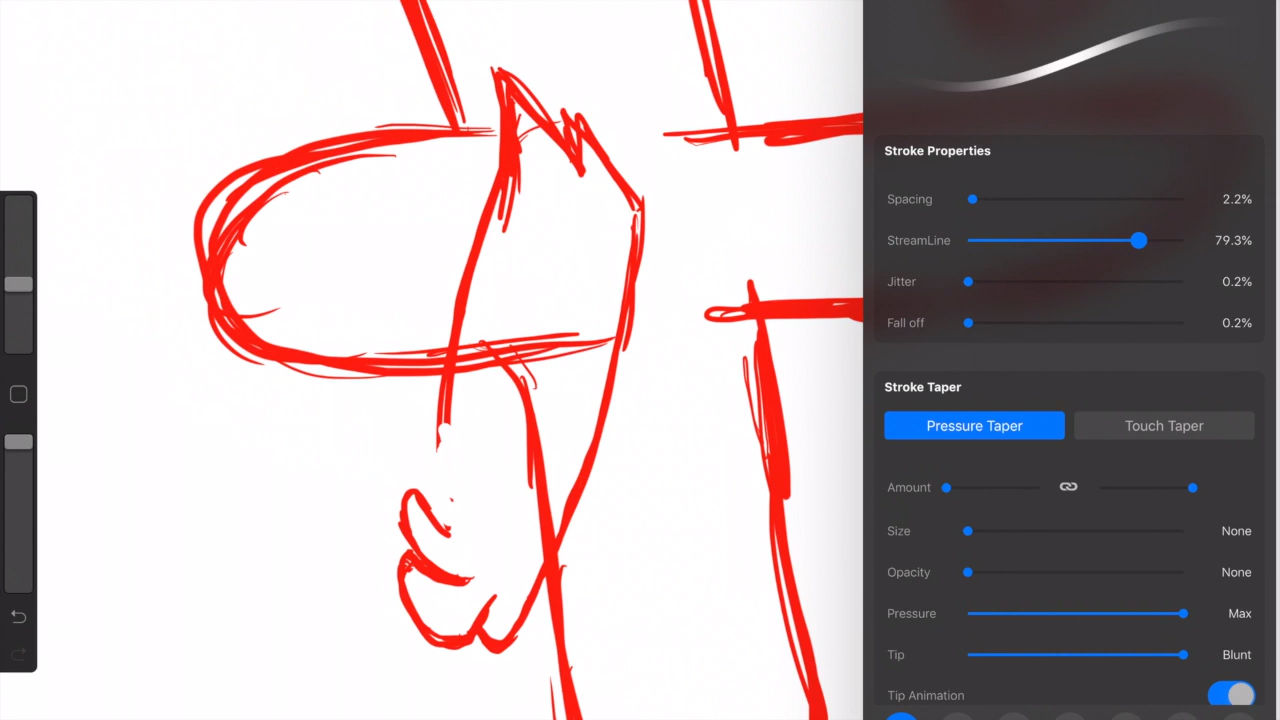 Stroke Properties
Spacing 2.2%
StreamLine 79.3%
Jitter 0.2%
Fall off 0.2%
Stroke Taper
Pressure Taper Touch Taper
Amount
Size None
Opacity None
Pressure Max
Tip Blunt
Tip Animation